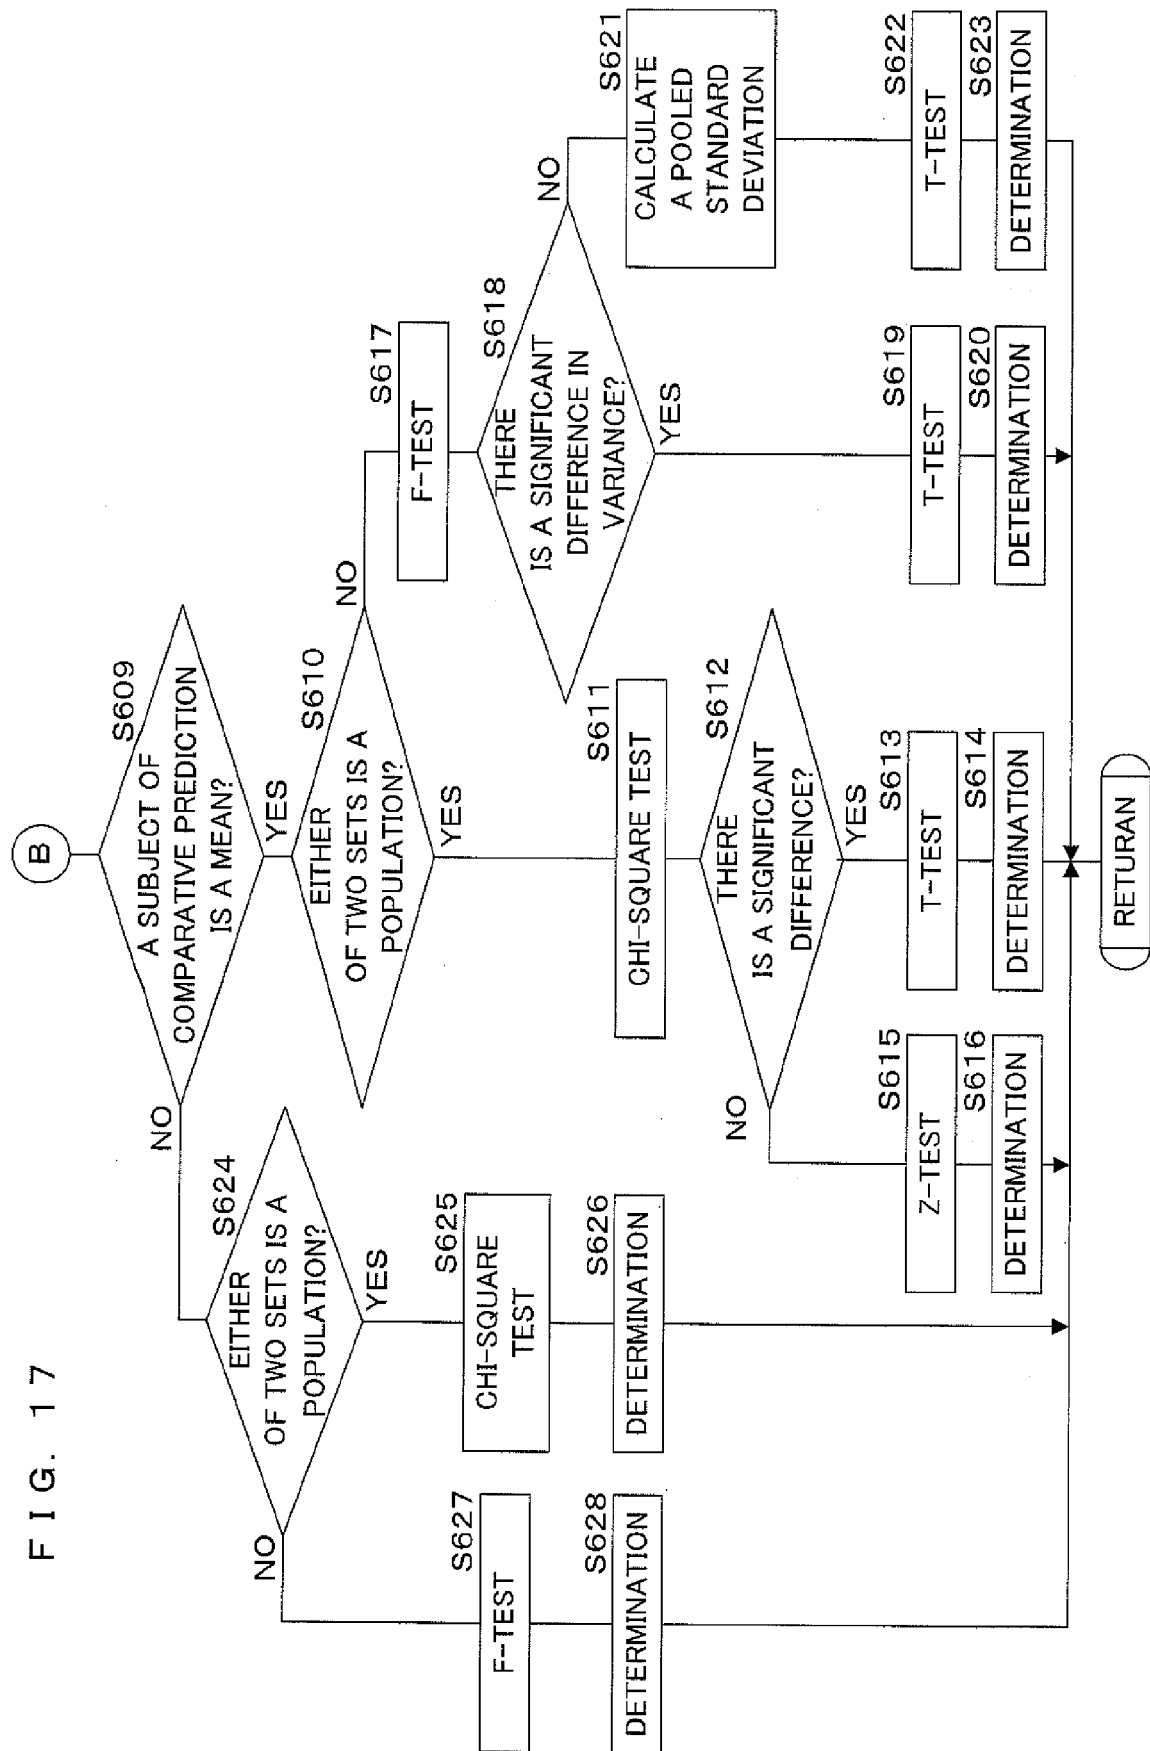 FIG. 17
B
S609
A SUBJECT OF
COMPARATIVE PREDICTION
IS A MEAN?
NO
YES
S624
EITHER
OF TWO SETS IS A
POPULATION?
NO
YES
S627
F-TEST
S628
DETERMINATION
S625
CHI-SQUARE
TEST
S626
DETERMINATION
S610
EITHER
OF TWO SETS IS A
POPULATION?
NO
YES
S611
CHI-SQUARE TEST
S612
THERE
IS A SIGNIFICANT
DIFFERENCE?
NO
YES
S615
Z-TEST
S616
DETERMINATION
S613
T-TEST
S614
DETERMINATION
S617
F-TEST
S618
THERE
IS A SIGNIFICANT
DIFFERENCE IN
VARIANCE?
NO
YES
S619
T-TEST
S620
DETERMINATION
S621
CALCULATE
A POOLED
STANDARD
DEVIATION
S622
T-TEST
S623
DETERMINATION
RETURAN